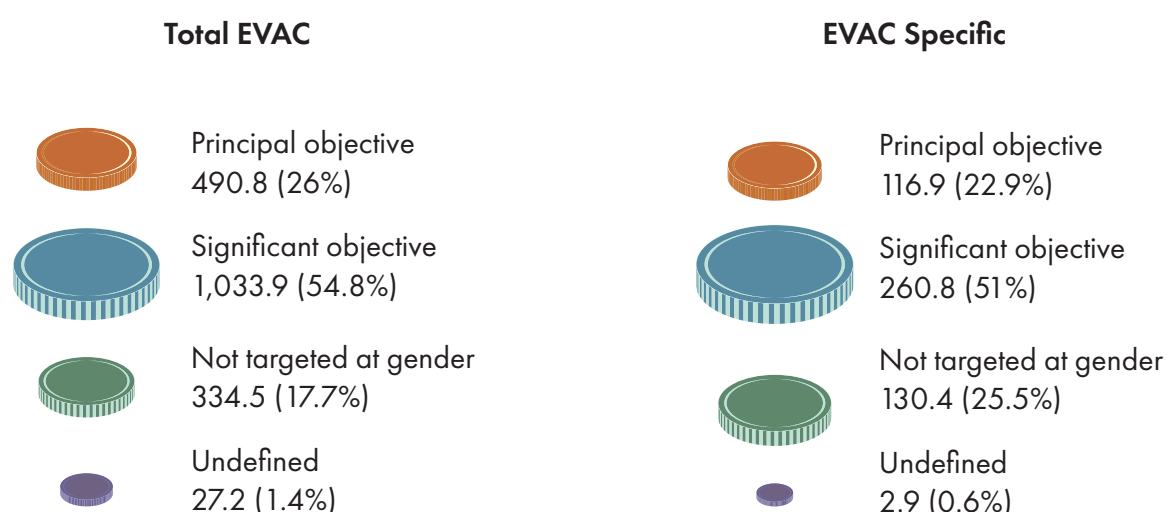 Total EVAC
Principal objective
490.8 (26%)
Significant objective
1,033.9 (54.8%)
Not targeted at gender
334.5 (17.7%)
Undefined
27.2 (1.4%)
EVAC Specific
Principal objective
116.9 (22.9%)
Significant objective
260.8 (51%)
Not targeted at gender
130.4 (25.5%)
Undefined
2.9 (0.6%)